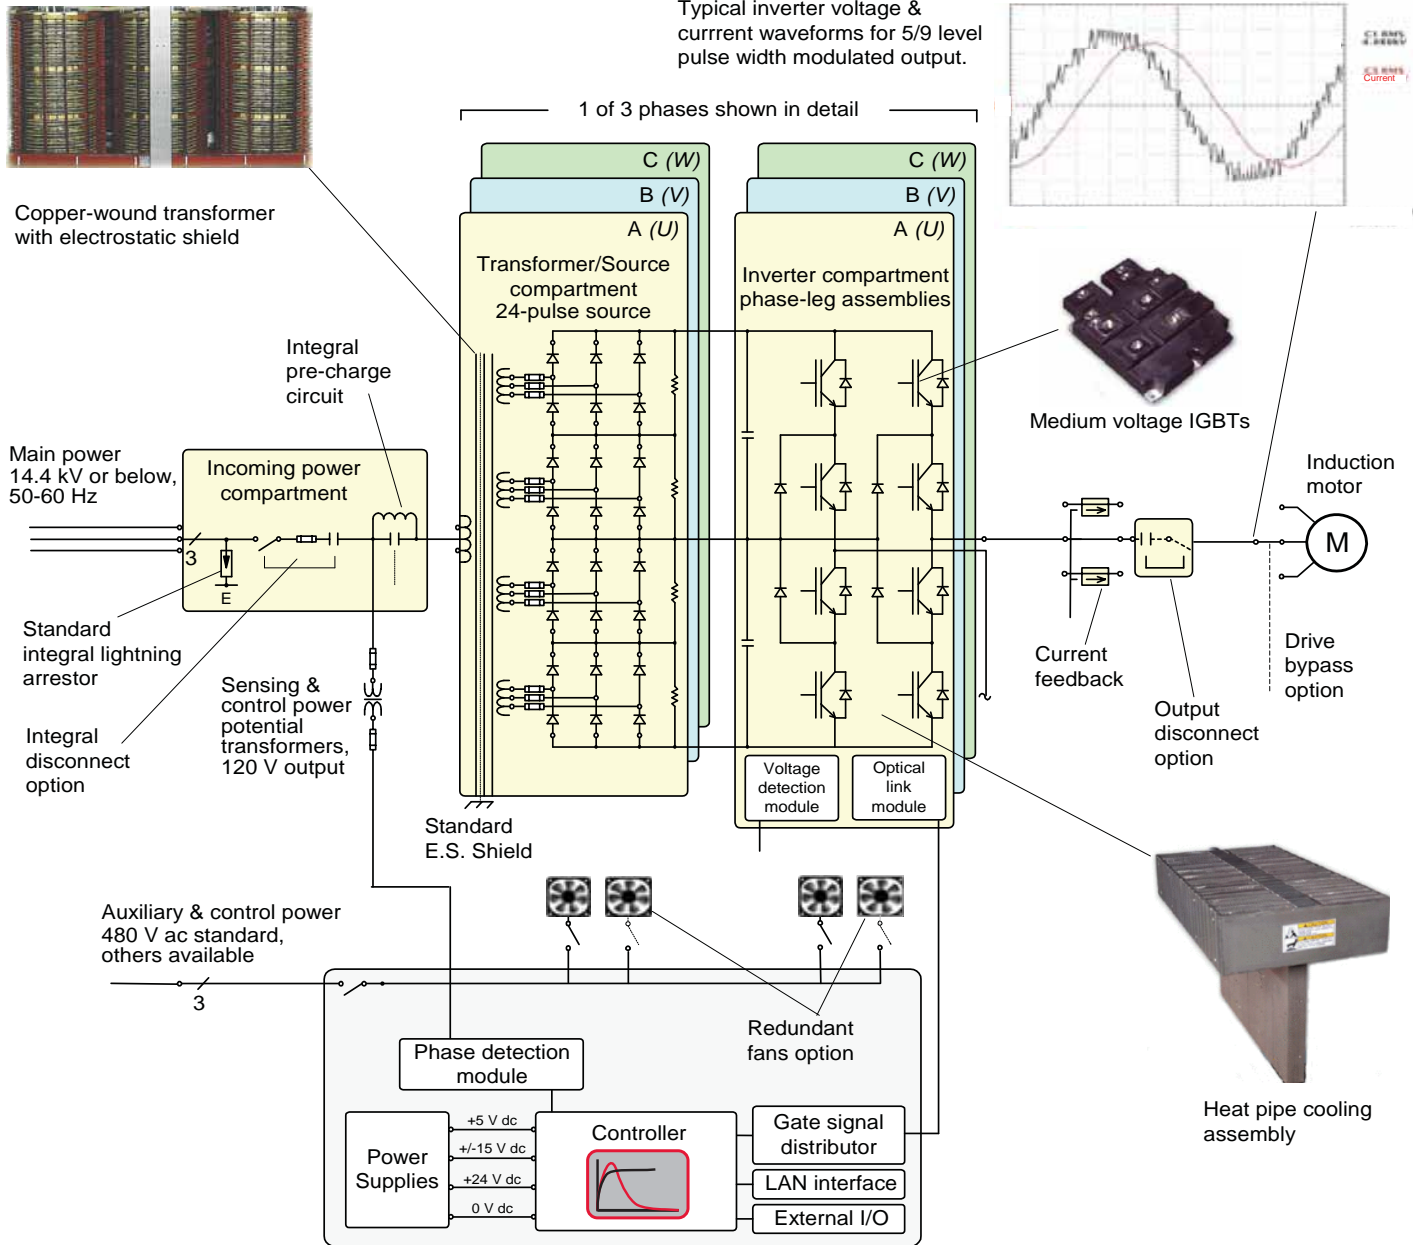 Typical inverter voltage &
currrent waveforms for 5/9 level
pulse width modulated output.
Current
1 of 3 phases shown in detail
C (W)
B (V)
A (U)
C (W)
B (V)
A (U)
Copper-wound transformer
with electrostatic shield
Transformer/Source
compartment
24-pulse source
Inverter compartment
phase-leg assemblies
Integral
pre-charge
circuit
Medium voltage IGBTs
Main power
14.4 kV or below,
50-60 Hz
Incoming power
compartment
3
E
Induction
motor
M
Standard
integral lightning
arrestor
Integral
disconnect
option
Sensing &
control power
potential
transformers,
120 V output
Current
feedback
Output
disconnect
option
Drive
bypass
option
Voltage
detection
module
Optical
link
module
Standard
E.S. Shield
Auxiliary & control power
480 V ac standard,
others available
3
Redundant
fans option
Phase detection
module
Heat pipe cooling
assembly
Power
Supplies
+5 V dc
+/-15 V dc
+24 V dc
0 V dc
Controller
Gate signal
distributor
LAN interface
External I/O